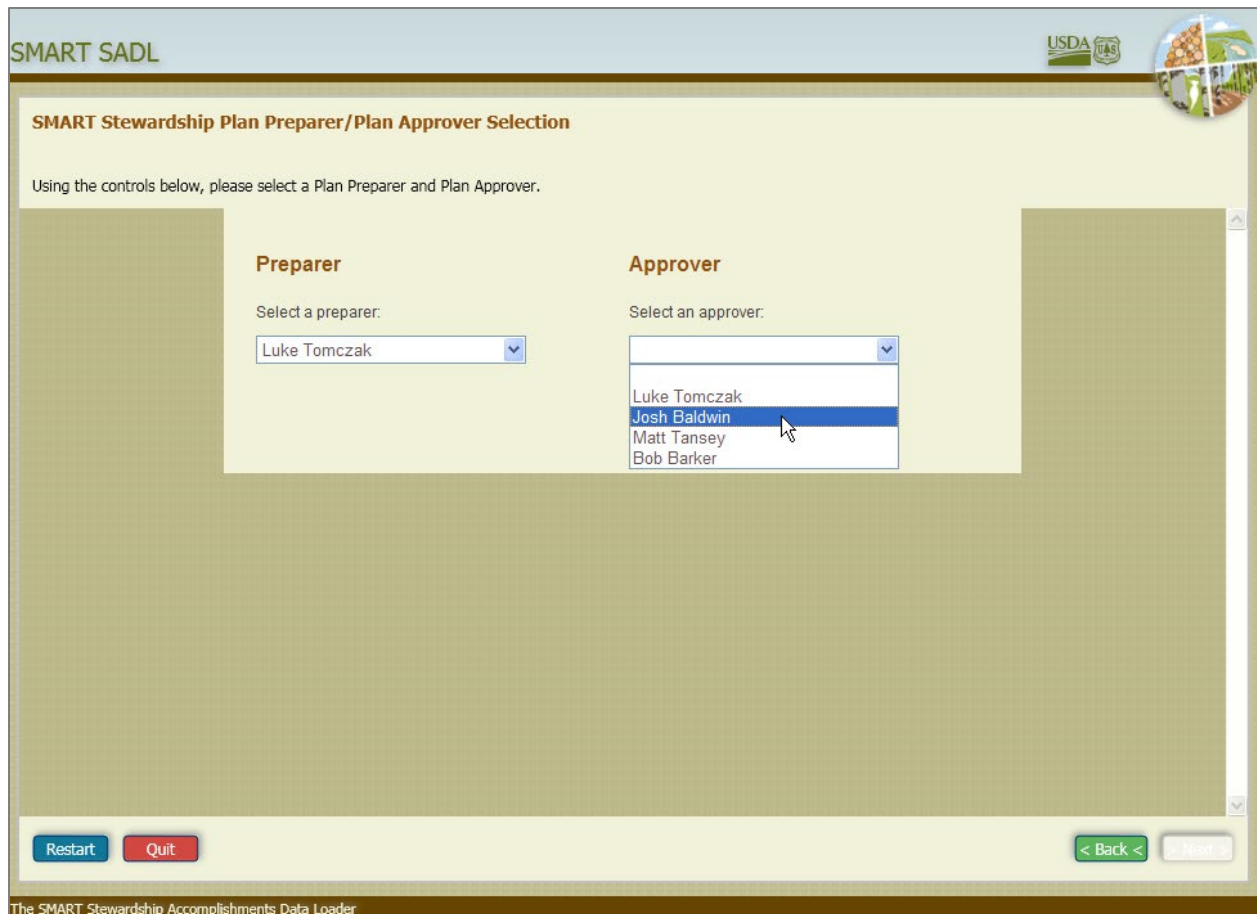 SMART SADL
USDA
UAS
SMART Stewardship Plan Preparer/Plan Approver Selection
Using the controls below, please select a Plan Preparer and Plan Approver.
Preparer
Approver
Select a preparer:
Select an approver:
Luke Tomczak
Luke Tomczak
Josh Baldwin
Matt Tansey
Bob Barker
Restart
Quit
< Back <
> Next >
The SMART Stewardship Accomplishments Data Loader